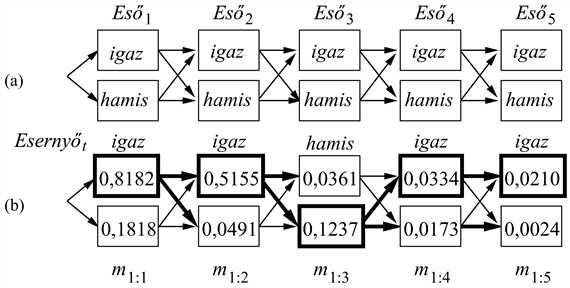 Eső1 Eső2 Eső3 Eső4 Eső5
igaz igaz igaz igaz igaz
(a)
hamis hamis hamis hamis hamis
Esernyőt igaz igaz hamis igaz igaz
0,8182 0,5155 0,0361 0,0334 0,0210
(b)
0,1818 0,0491 0,1237 0,0173 0,0024
m1:1 m1:2 m1:3 m1:4 m1:5